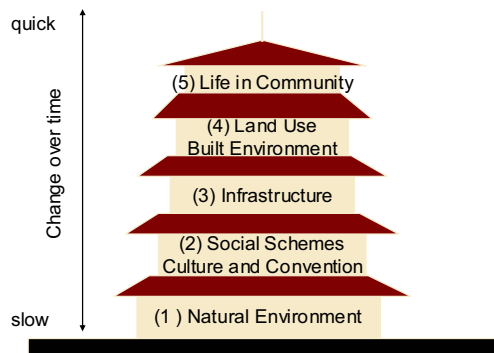 quick
Change over time
(5) Life in Community
(4) Land Use
Built Environment
(3) Infrastructure
(2) Social Schemes
Culture and Convention
(1 ) Natural Environment
slow